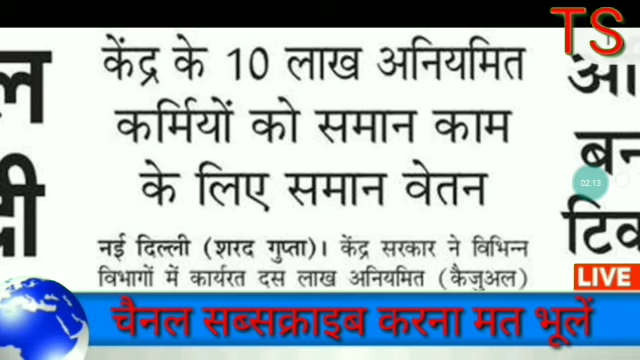 TS
केंद्र के 10 लाख अनियमित
कर्मियों को समान काम
के लिए समान वेतन
नई दिल्ली (शरद गुप्ता)। केंद्र सरकार ने विभिन्न
विभागों में कार्यरत दस लाख अनियमित (कैजुअल)
02:13
LIVE
चैनल सब्सक्राइब करना मत भूलें